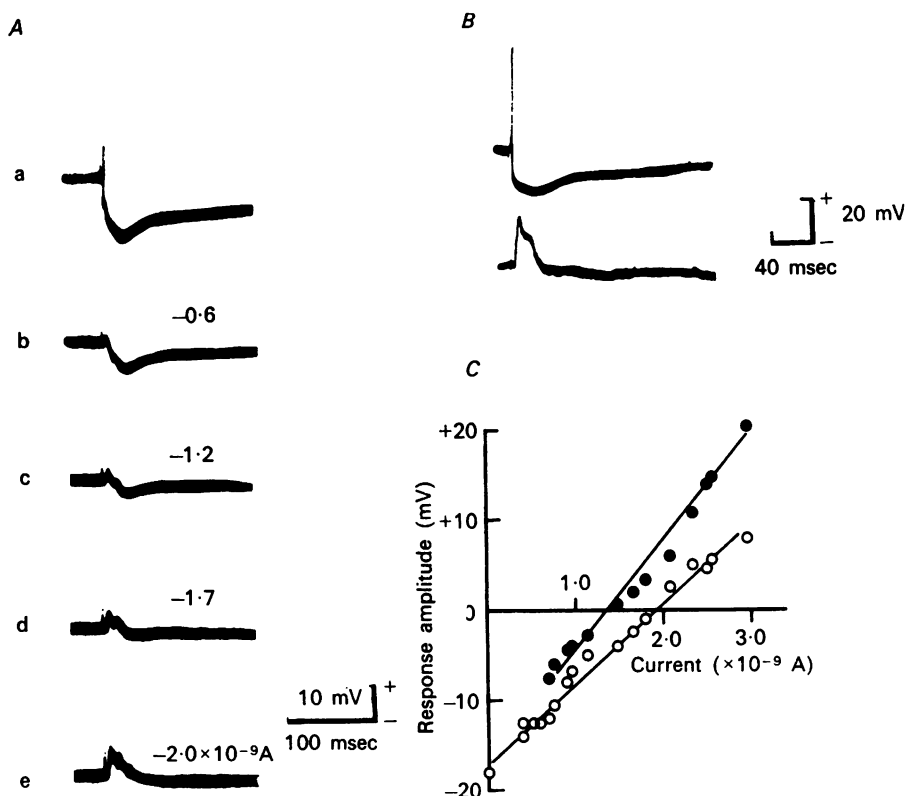 A
B
a
20 mV
+
−
40 msec
−0·6
b
C
−1·2
c
−1·7
d
10 mV
+
−
100 msec
−2·0×10⁻⁹A
e
Response amplitude (mV)
+20
+10
0
−10
−20
1·0
2·0
3·0
Current (×10⁻⁹ A)